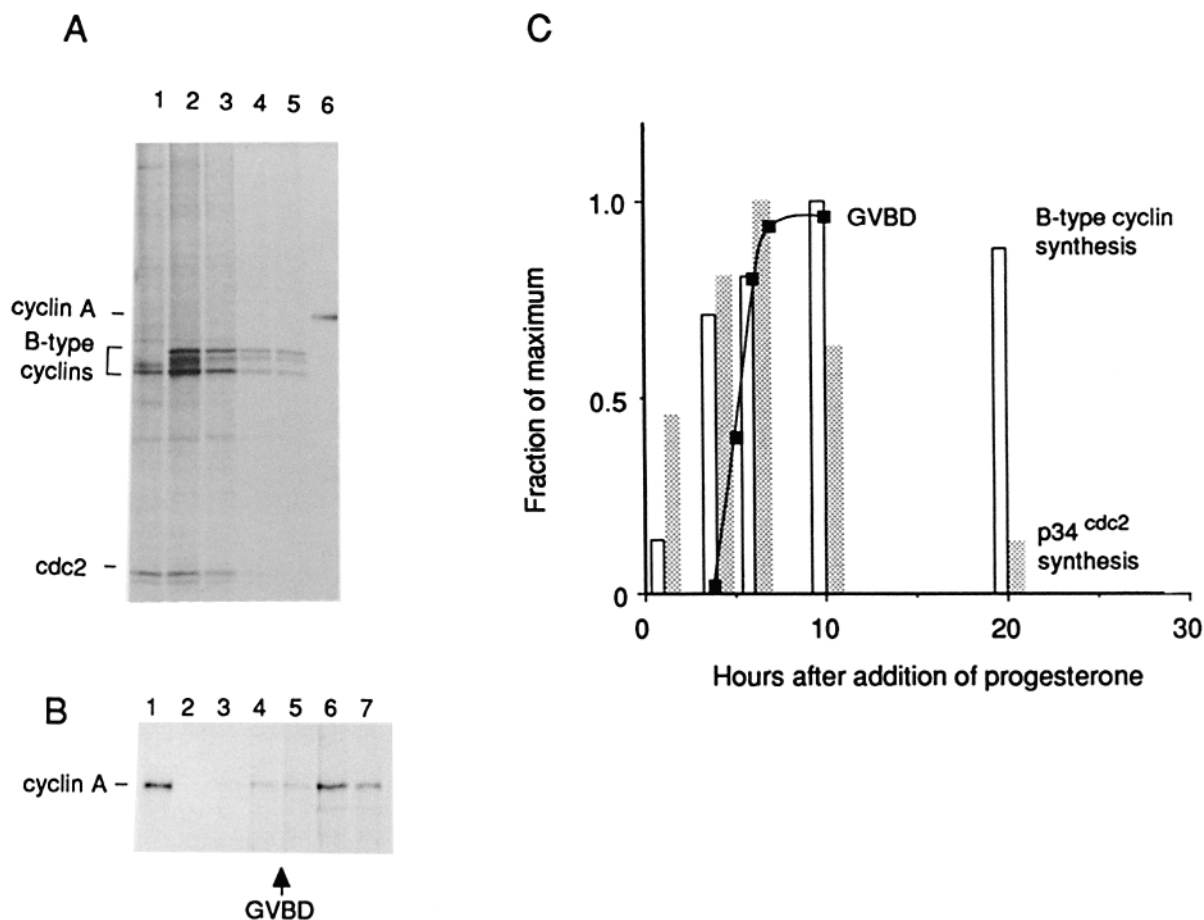 A
1 2 3 4 5 6
cyclin A –
B-type
cyclins
cdc2 –
B
1 2 3 4 5 6 7
cyclin A –
GVBD
C
Fraction of maximum
1.0
0.5
0
GVBD
B-type cyclin
synthesis
p34 cdc2
synthesis
0 10 20 30
Hours after addition of progesterone